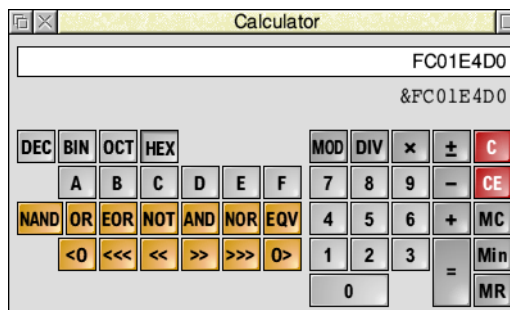 Calculator
FC01E4D0
&FC01E4D0
DEC BIN OCT HEX MOD DIV × ± C
A B C D E F 7 8 9 − CE
NAND OR EOR NOT AND NOR EQV 4 5 6 + MC
<0 <<< << >> >>> 0> 1 2 3 = Min
0 MR